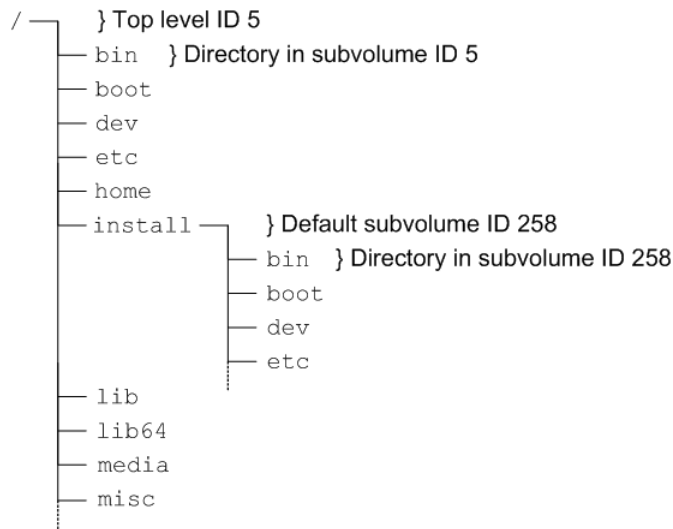 / } Top level ID 5
bin } Directory in subvolume ID 5
boot
dev
etc
home
install } Default subvolume ID 258
bin } Directory in subvolume ID 258
boot
dev
etc
lib
lib64
media
misc